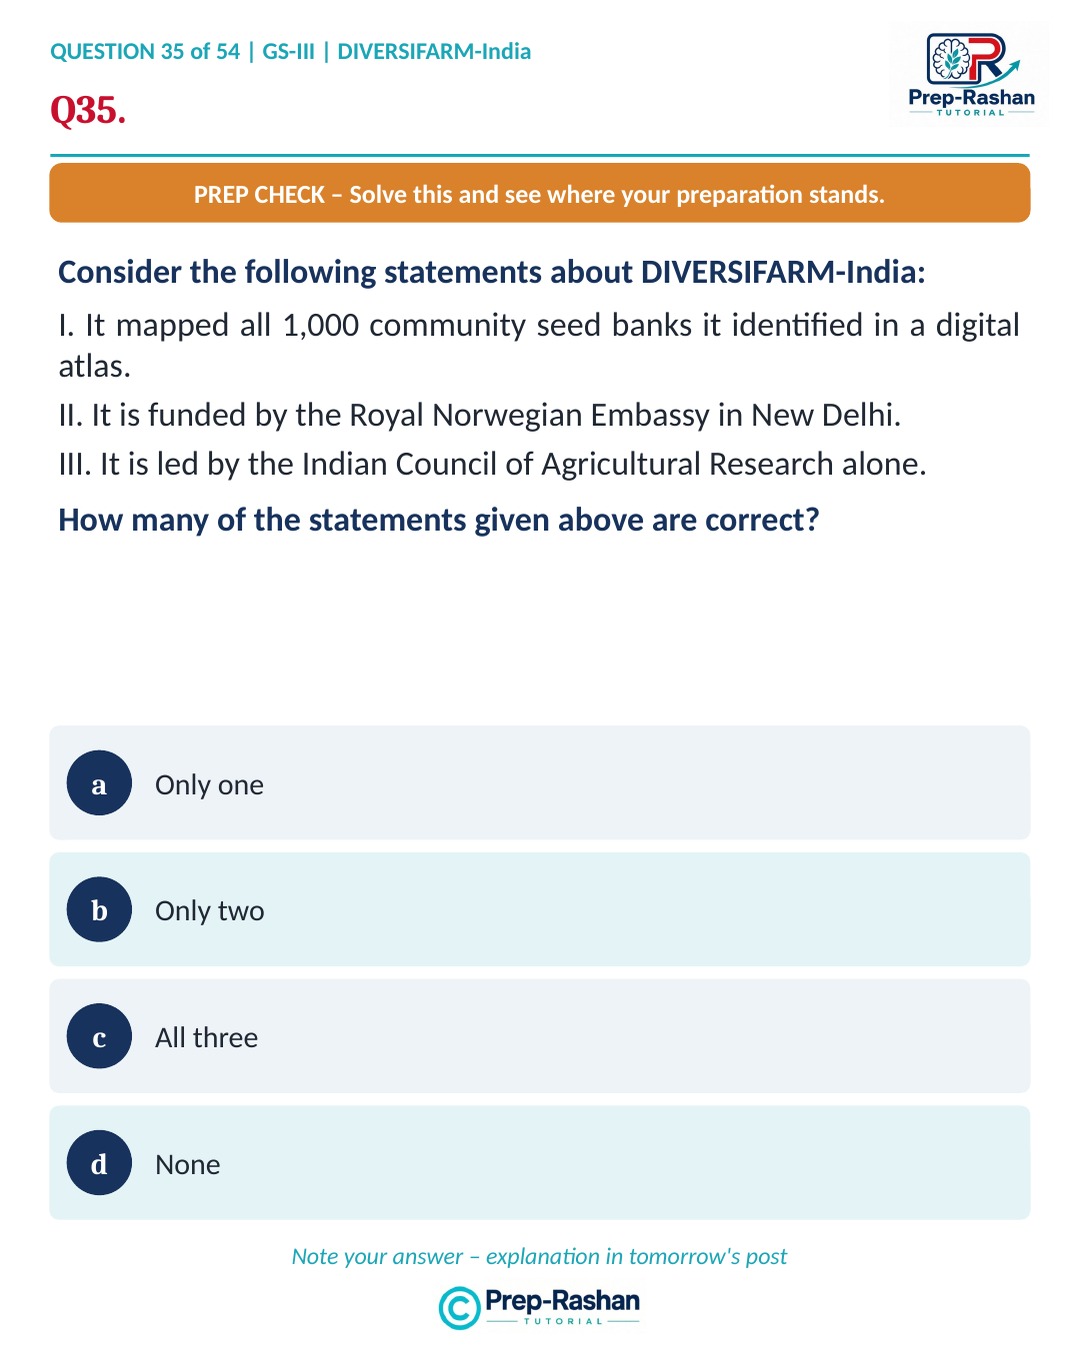 QUESTION 35 of 54 | GS-III | DIVERSIFARM-India
Q35.
R
Prep-Rashan
TUTORIAL
PREP CHECK – Solve this and see where your preparation stands.
Consider the following statements about DIVERSIFARM-India:
I. It mapped all 1,000 community seed banks it identified in a digital
atlas.
II. It is funded by the Royal Norwegian Embassy in New Delhi.
III. It is led by the Indian Council of Agricultural Research alone.
How many of the statements given above are correct?
a Only one
b Only two
c All three
d None
Note your answer – explanation in tomorrow's post
© Prep-Rashan
TUTORIAL